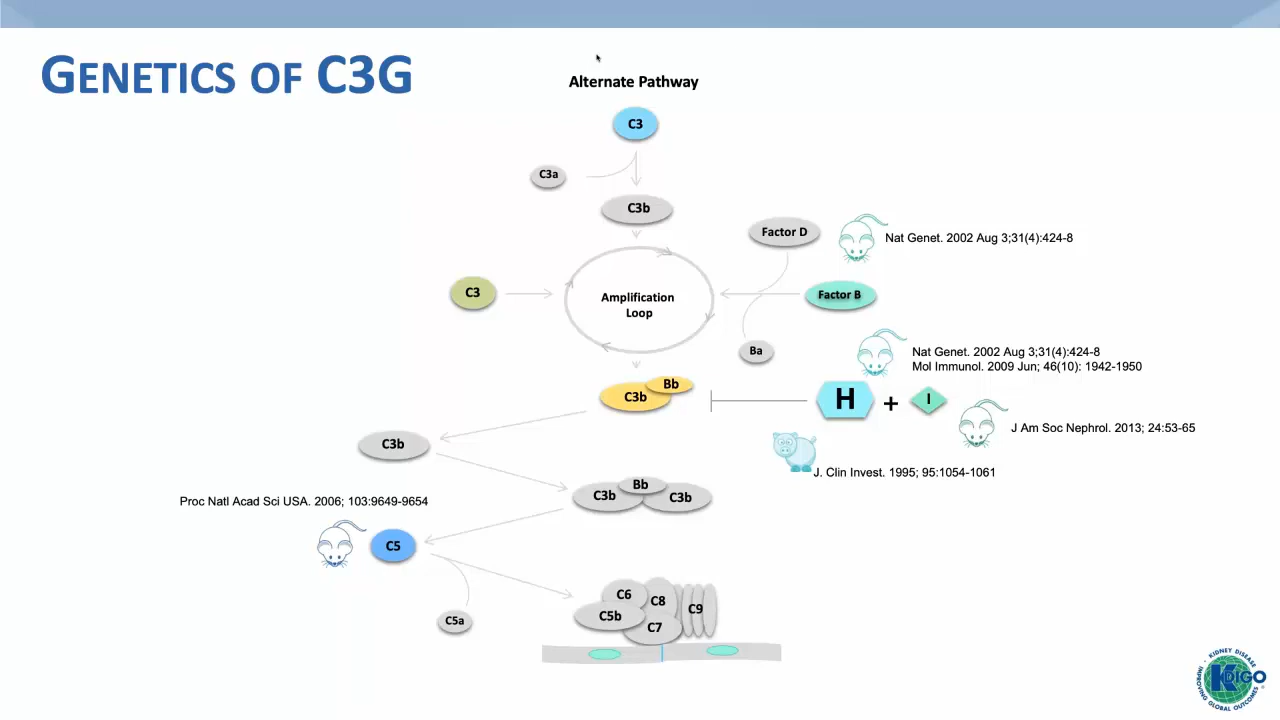 GENETICS OF C3G
Alternate Pathway
C3
C3a
C3b
Factor D
Nat Genet. 2002 Aug 3;31(4):424-8
C3
Amplification
Loop
Factor B
Ba
Nat Genet. 2002 Aug 3;31(4):424-8
Mol Immunol. 2009 Jun; 46(10): 1942-1950
Bb
C3b
H + I
J Am Soc Nephrol. 2013; 24:53-65
C3b
J. Clin Invest. 1995; 95:1054-1061
Bb
C3b
C3b
Proc Natl Acad Sci USA. 2006; 103:9649-9654
C5
C6
C8
C9
C5b
C7
C5a
KIDNEY DISEASE
KDIGO
IMPROVING GLOBAL OUTCOMES
®